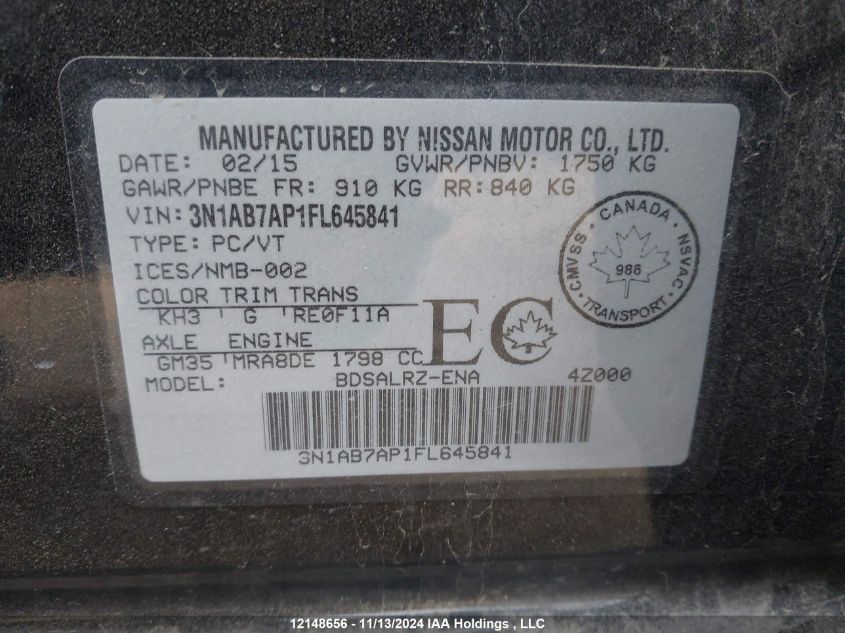 MANUFACTURED BY NISSAN MOTOR CO., LTD.
DATE: 02/15 GVWR/PNBV: 1750 KG
GAWR/PNBE FR: 910 KG RR:840 KG
VIN: 3N1AB7AP1FL645841
TYPE: PC/VT
ICES/NMB-002
COLOR TRIM TRANS
KH3 ' G 'RE0F11A
AXLE ENGINE
GM35 'MRA8DE 1798 CC
EC
CANADA
CMVSS · NSVAC
986
TRANSPORT
MODEL: BDSALRZ-ENA 4Z000
3N1AB7AP1FL645841
12148656 - 11/13/2024 IAA Holdings , LLC